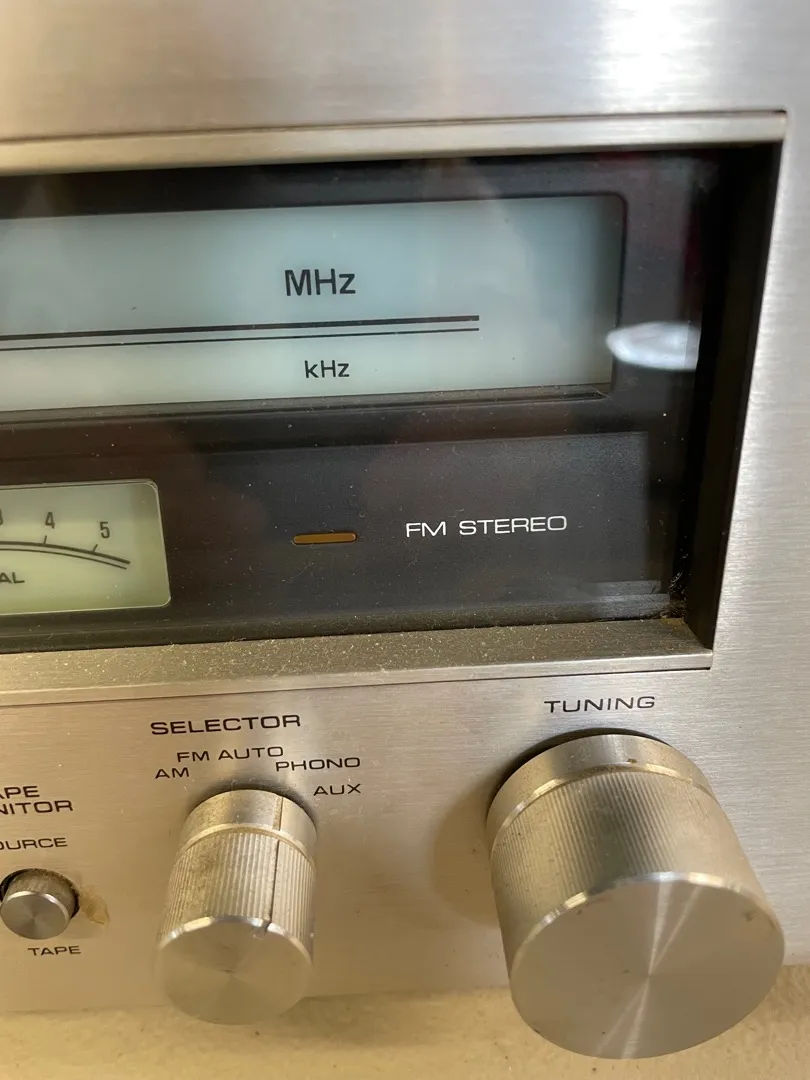 MHz
kHz
4 5
FM STEREO
SELECTOR
TUNING
FM AUTO
AM
PHONO
AUX
TAPE